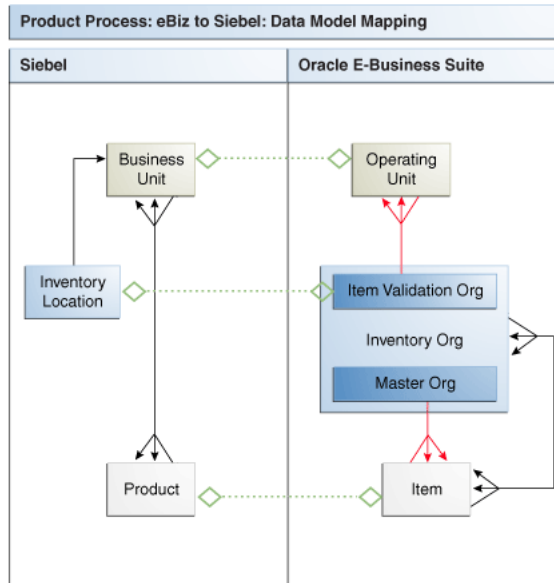 Product Process: eBiz to Siebel: Data Model Mapping
Siebel
Oracle E-Business Suite
Business
Unit
Operating
Unit
Inventory
Location
Item Validation Org
Inventory Org
Master Org
Product
Item